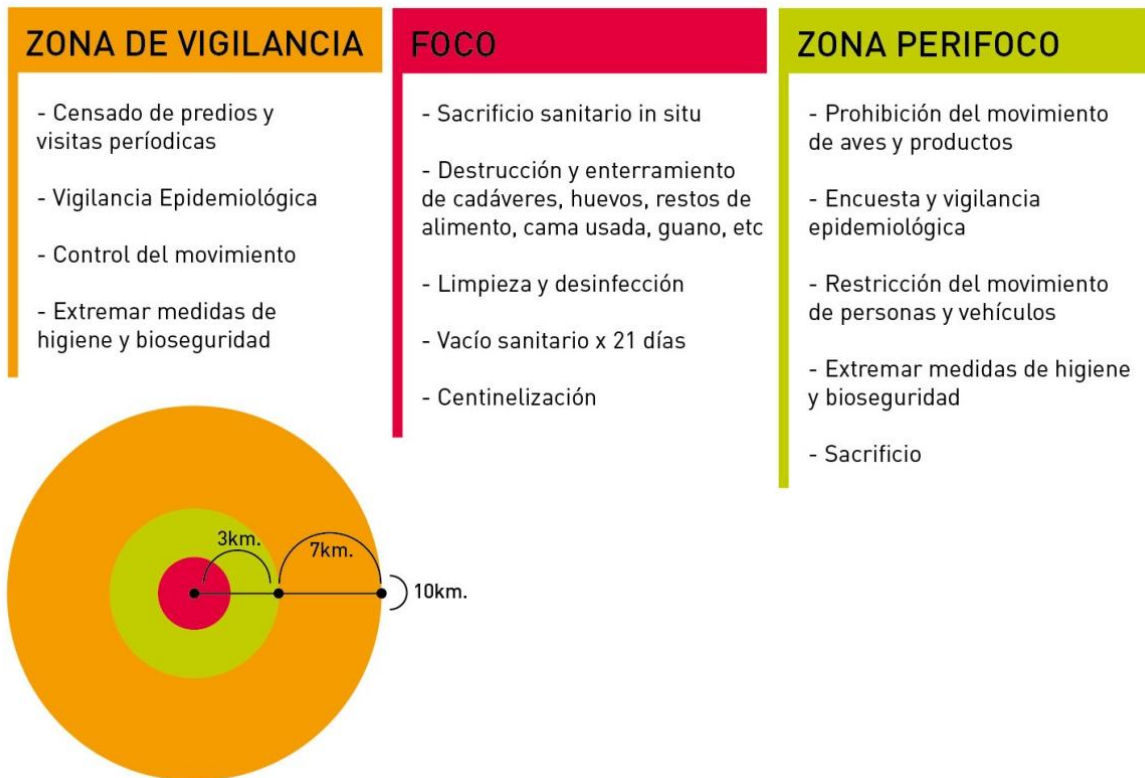 ZONA DE VIGILANCIA
- Censado de predios y
visitas períodicas
- Vigilancia Epidemiológica
- Control del movimiento
- Extremar medidas de
higiene y bioseguridad
FOCO
- Sacrificio sanitario in situ
- Destrucción y enterramiento
de cadáveres, huevos, restos de
alimento, cama usada, guano, etc
- Limpieza y desinfección
- Vacío sanitario x 21 días
- Centinelización
ZONA PERIFOCO
- Prohibición del movimiento
de aves y productos
- Encuesta y vigilancia
epidemiológica
- Restricción del movimiento
de personas y vehículos
- Extremar medidas de higiene
y bioseguridad
- Sacrificio
3km.
7km.
10km.